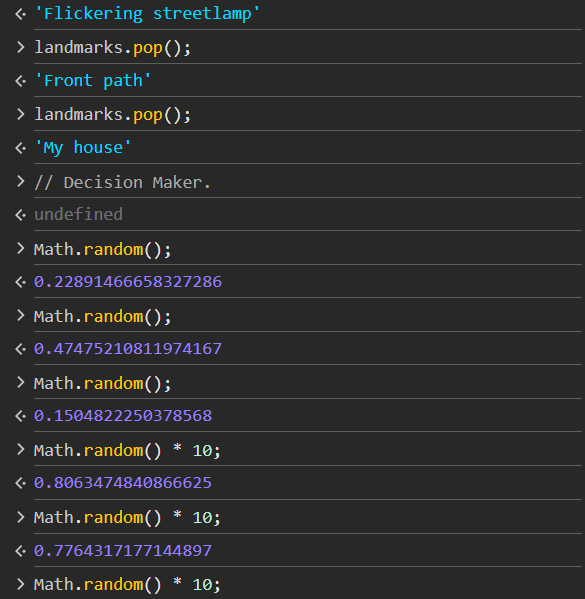 'Flickering streetlamp'
landmarks.pop();
'Front path'
landmarks.pop();
'My house'
// Decision Maker.
undefined
Math.random();
0.22891466658327286
Math.random();
0.47475210811974167
Math.random();
0.1504822250378568
Math.random() * 10;
0.8063474840866625
Math.random() * 10;
0.7764317177144897
Math.random() * 10;